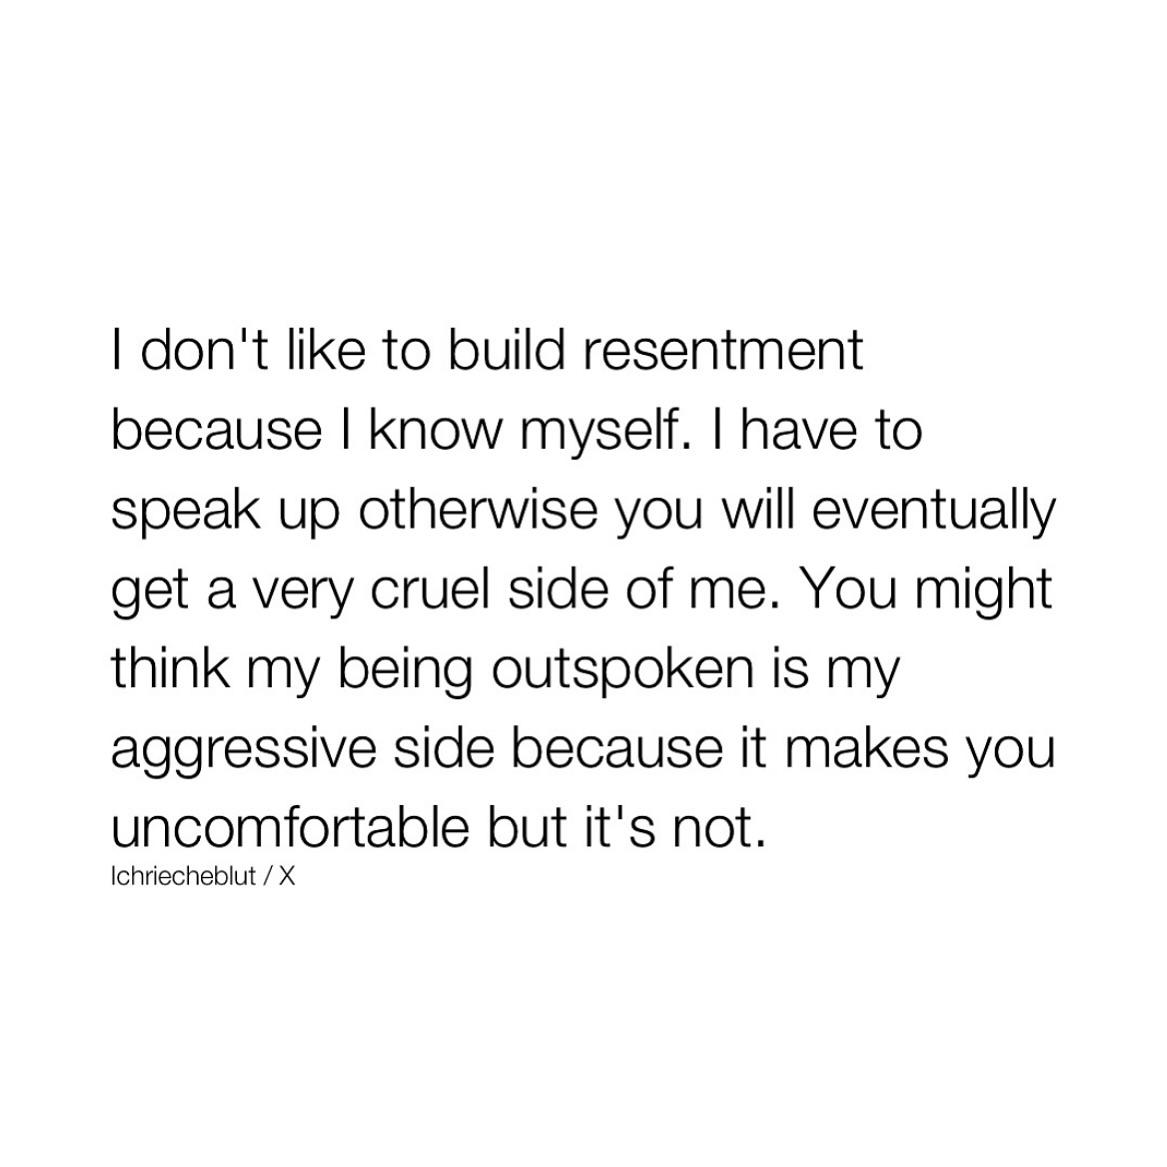 I don't like to build resentment
because I know myself. I have to
speak up otherwise you will eventually
get a very cruel side of me. You might
think my being outspoken is my
aggressive side because it makes you
uncomfortable but it's not.
Ichriecheblut / X